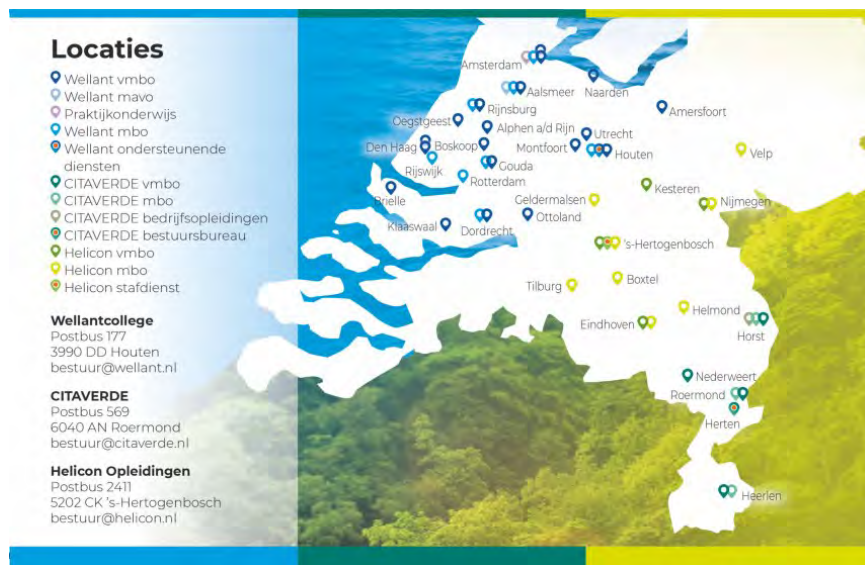 Locaties
Wellant vmbo
Wellant mavo
Praktijkonderwijs
Wellant mbo
Wellant ondersteunende
diensten
CITAVERDE vmbo
CITAVERDE mbo
CITAVERDE bedrijfsopleidingen
CITAVERDE bestuursbureau
Helicon vmbo
Helicon mbo
Helicon stafdienst
Wellantcollege
Postbus 177
3990 DD Houten
bestuur@wellant.nl
CITAVERDE
Postbus 569
6040 AN Roermond
bestuur@citaverde.nl
Helicon Opleidingen
Postbus 2411
5202 CK 's-Hertogenbosch
bestuur@helicon.nl
Amsterdam
Aalsmeer
Naarden
Rijnsburg
Amersfoort
Oegstgeest
Alphen a/d Rijn
Utrecht
Den Haag
Boskoop
Montfoort
Houten
Velp
Rijswijk
Gouda
Rotterdam
Kesteren
Brielle
Geldermalsen
Nijmegen
Klaaswaal
Dordrecht
Ottoland
's-Hertogenbosch
Tilburg
Boxtel
Helmond
Eindhoven
Horst
Nederweert
Roermond
Herten
Heerlen